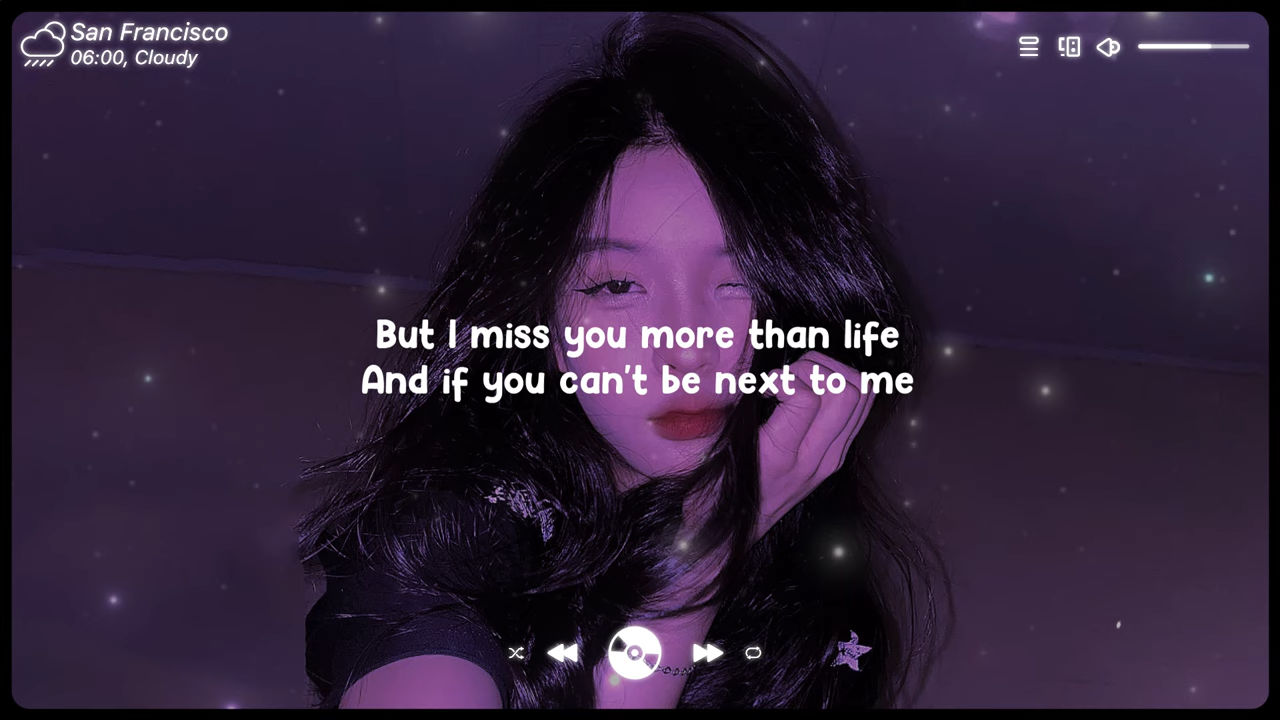 San Francisco
06:00, Cloudy
But I miss you more than life
And if you can't be next to me